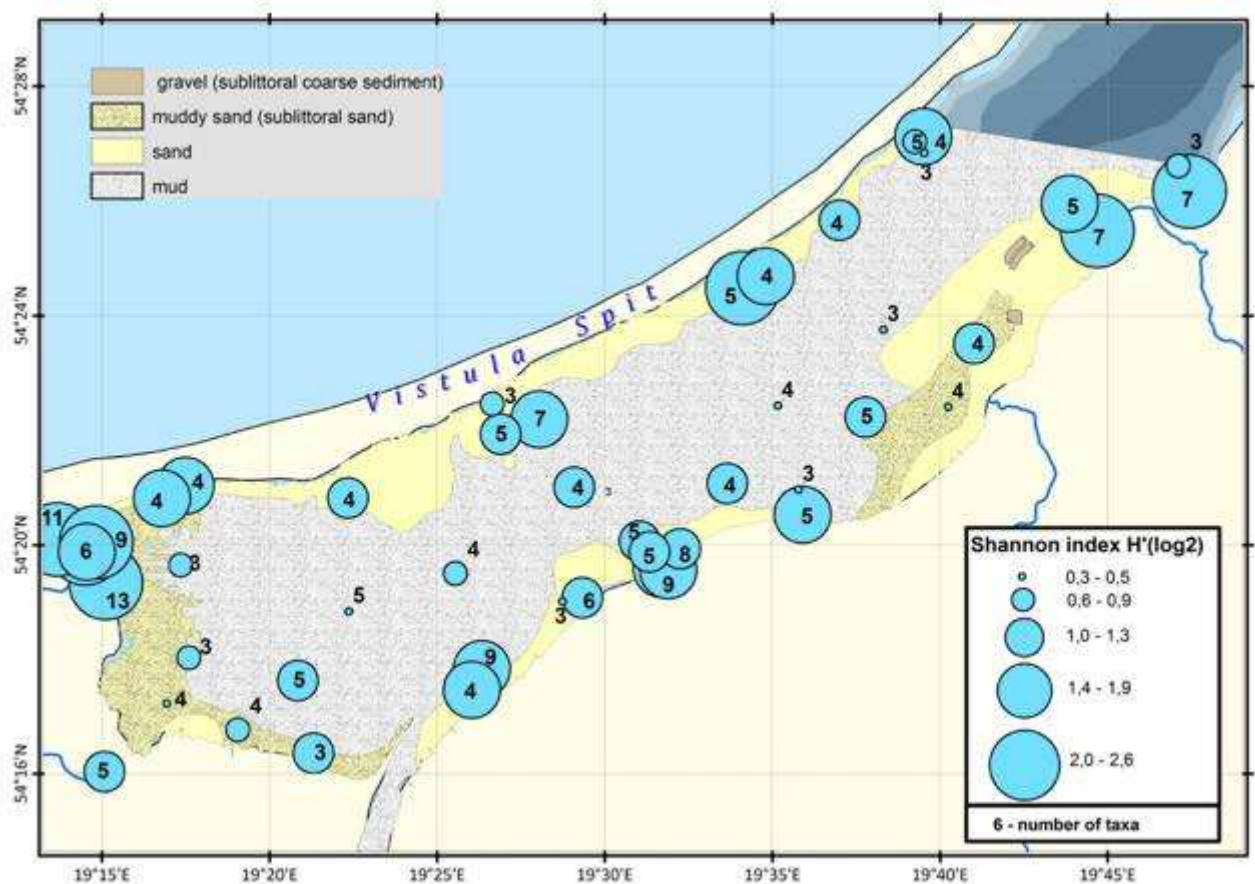 gravel (sublittoral coarse sediment)
muddy sand (sublittoral sand)
sand
mud
54°28'N
54°24'N
54°20'N
54°16'N
Vistula Spit
5
4
3
3
7
5
7
4
5
4
3
4
4
4
5
3
5
7
4
4
4
4
4
3
5
11
9
6
13
3
5
5
8
9
4
5
3
6
3
9
4
5
4
4
3
5
Shannon index H'(log2)
0.3 - 0.5
0,6 - 0,9
1,0 - 1,3
1,4 - 1,9
2,0 - 2,6
6 - number of taxa
19°15'E
19°20'E
19°25'E
19°30'E
19°35'E
19°40'E
19°45'E